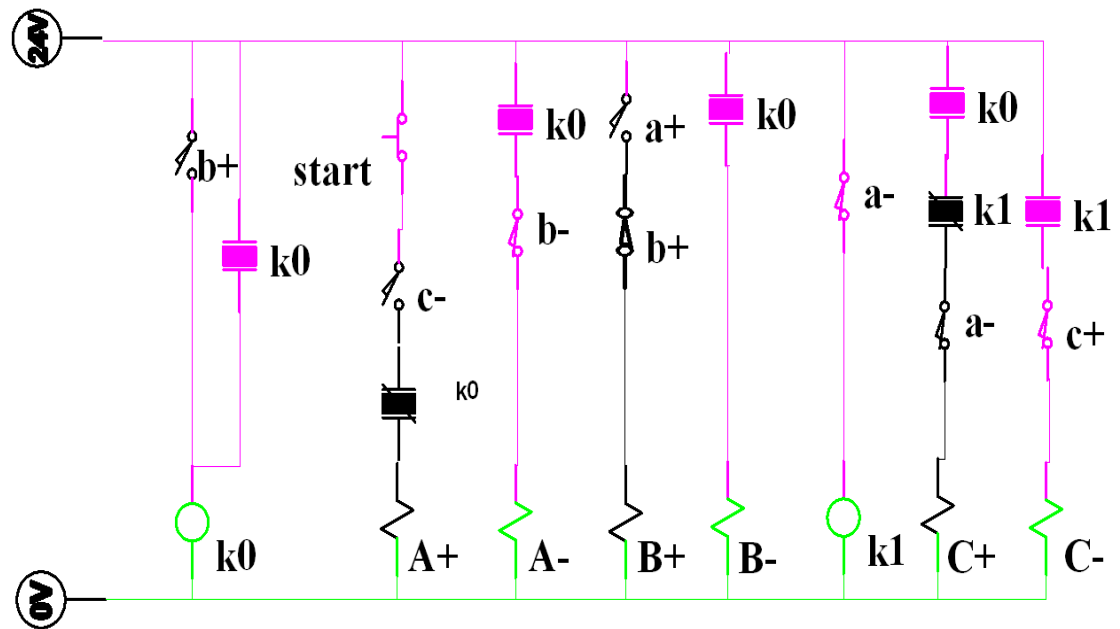 24V
b+
k0
start
c-
k0
k0
b-
a+
b+
k0
a-
k0
k1
a-
k1
c+
k0
A+
A-
B+
B-
k1
C+
C-
0V